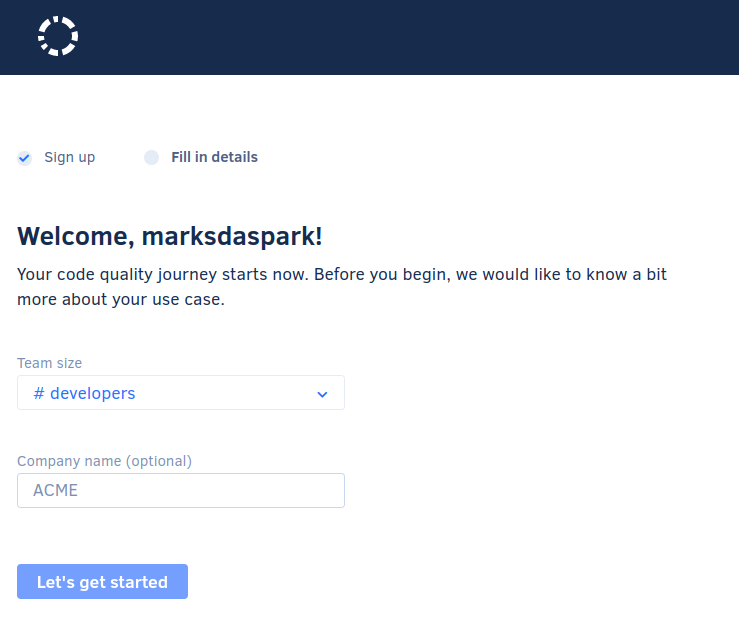 Sign up
Fill in details
Welcome, marksdaspark!
Your code quality journey starts now. Before you begin, we would like to know a bit
more about your use case.
Team size
# developers
Company name (optional)
ACME
Let's get started